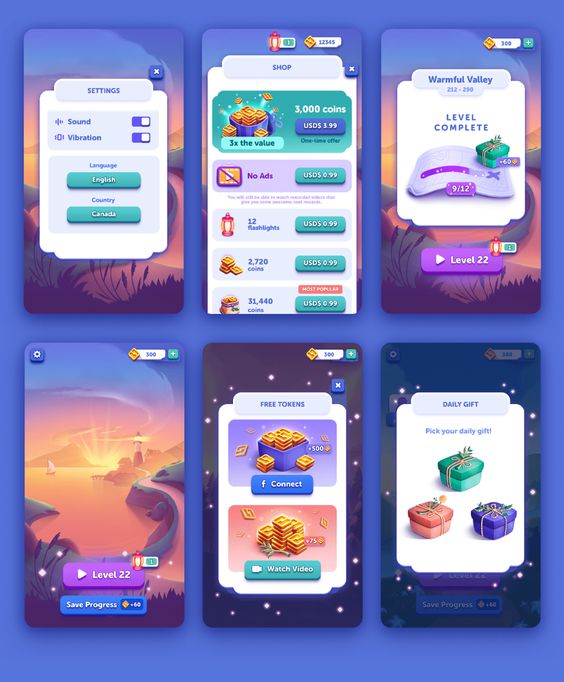 SETTINGS
Sound
Vibration
Language
English
Country
Canada
1
12345
SHOP
3,000 coins
USD$ 3.99
3x the value
One-time offer
No Ads
USD$ 0.99
You will still be able to watch rewarded videos that
give you some awesome cool rewards.
12
flashlights
USD$ 0.99
2,720
coins
USD$ 0.99
MOST POPULAR
31,440
coins
USD$ 0.99
300
Warmful Valley
212 - 290
LEVEL
COMPLETE
+60
9/12
1
Level 22
300
1
Level 22
Save Progress +60
300
FREE TOKENS
+500
f Connect
+75
Watch Video
DAILY GIFT
Pick your daily gift!
Level 22
Save Progress +60